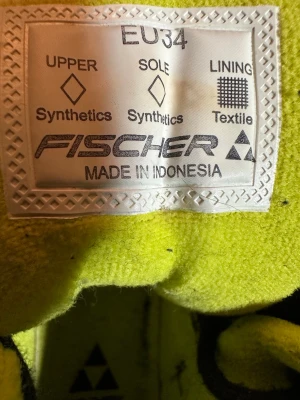 EU34
UPPER SOLE LINING
Synthetics Synthetics Textile
FISCHER
MADE IN INDONESIA